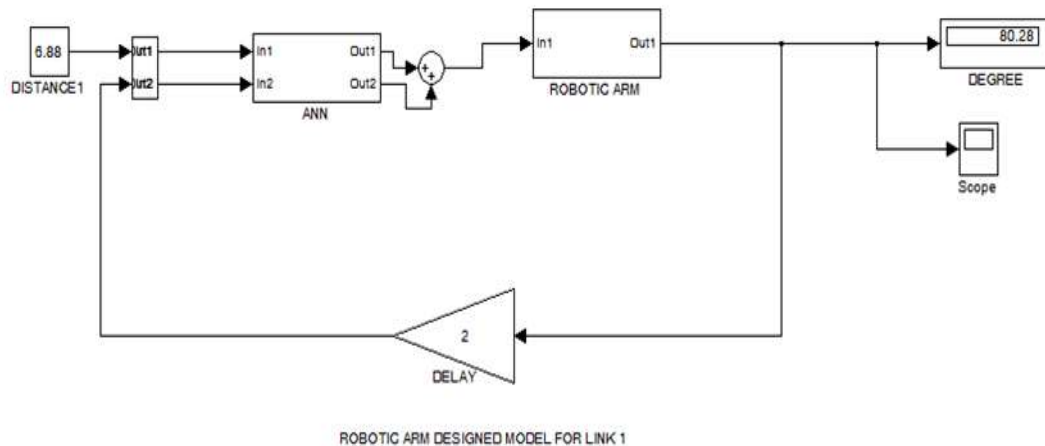 6.88
DISTANCE1
Out1
Out2
In1
In2
Out1
Out2
ANN
+
+
In1
Out1
ROBOTIC ARM
80.28
DEGREE
Scope
2
DELAY
ROBOTIC ARM DESIGNED MODEL FOR LINK 1